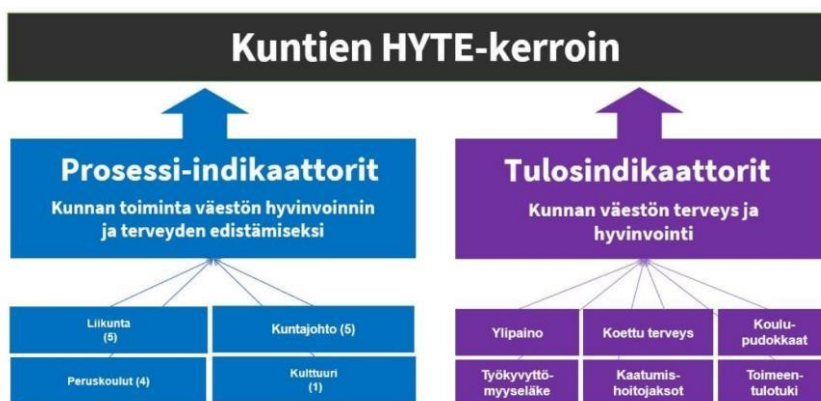 Kuntien HYTE-kerroin
Prosessi-indikaattorit
Kunnan toiminta väestön hyvinvoinnin
ja terveyden edistämiseksi
Tulosindikaattorit
Kunnan väestön terveys ja
hyvinvointi
Liikunta
(5)
Kuntajohto (5)
Peruskoulut (4)
Kulttuuri
(1)
Ylipaino
Koettu terveys
Koulu-
pudokkaat
Työkyvyttö-
myyseläke
Kaatumis-
hoitojaksot
Toimeen-
tulotuki